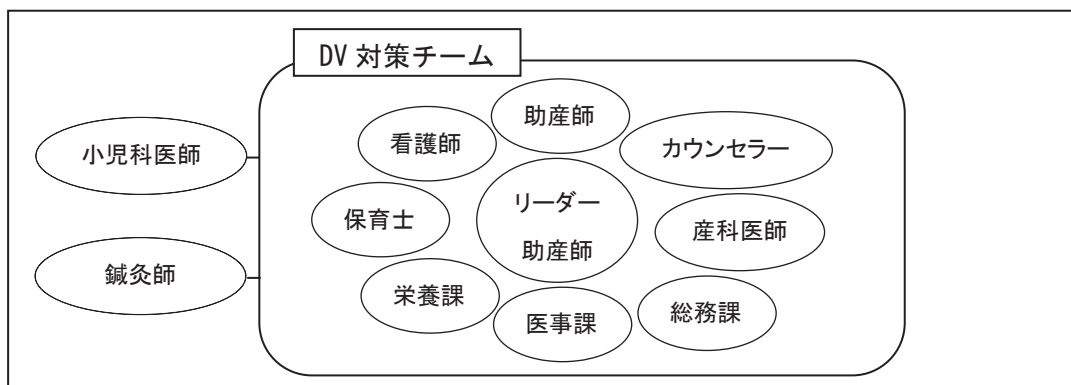 DV 対策チーム
助産師
看護師
カウンセラー
小児科医師
リーダー
助産師
保育士
産科医師
鍼灸師
栄養課
医事課
総務課